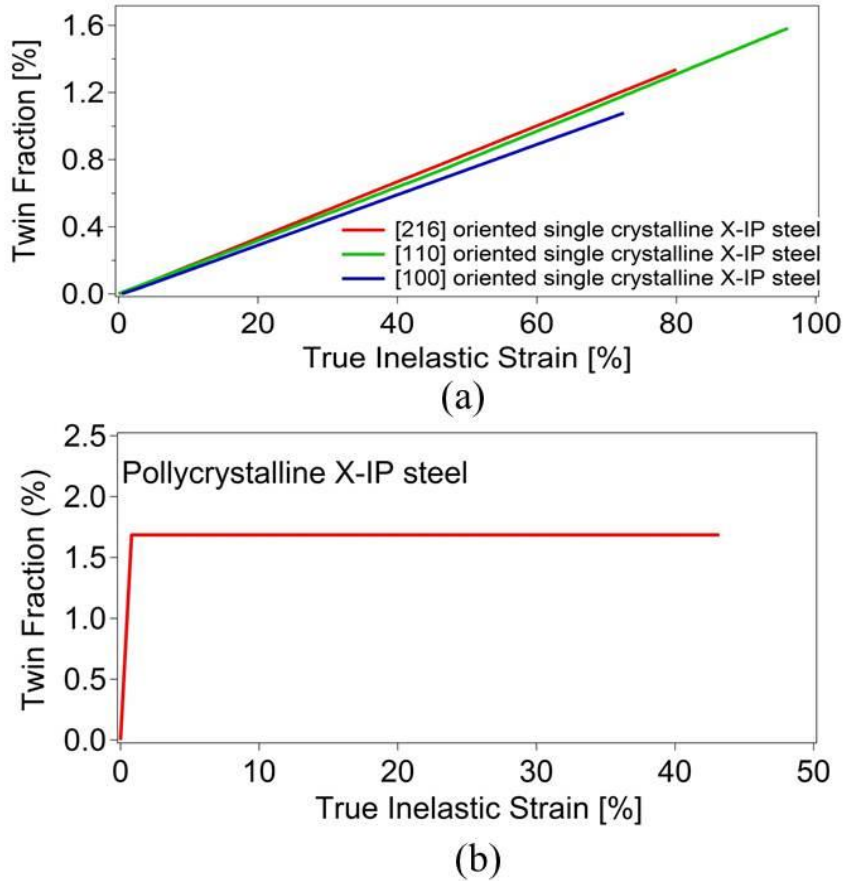 Twin Fraction [%]
1.6
1.2
0.8
0.4
0.0
[216] oriented single crystalline X-IP steel
[110] oriented single crystalline X-IP steel
[100] oriented single crystalline X-IP steel
0 20 40 60 80 100
True Inelastic Strain [%]
(a)
Twin Fraction (%)
2.5
Pollycrystalline X-IP steel
2.0
1.5
1.0
0.5
0.0
0 10 20 30 40 50
True Inelastic Strain [%]
(b)